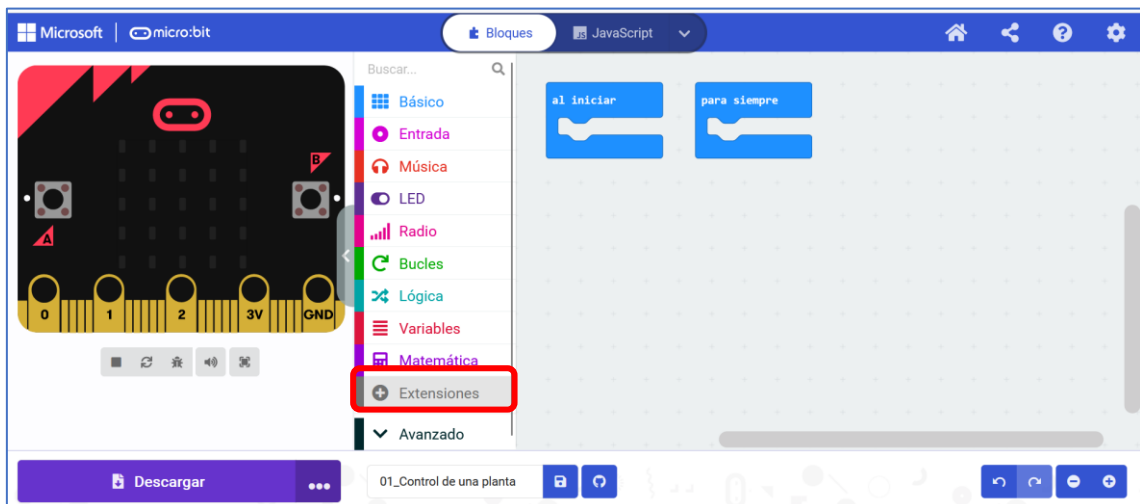 Microsoft micro:bit Bloques JavaScript
Buscar...
Básico
Entrada
Música
LED
Radio
Bucles
Lógica
Variables
Matemática
Extensiones
Avanzado
al iniciar
para siempre
B
A
0 1 2 3V GND
Descargar
01_Control de una planta